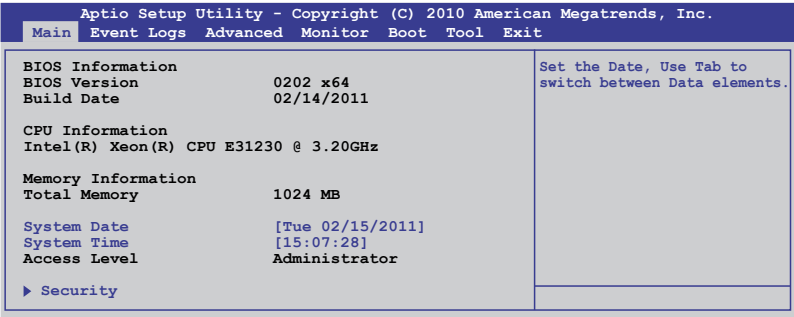 Aptio Setup Utility - Copyright (C) 2010 American Megatrends, Inc.
Main Event Logs Advanced Monitor Boot Tool Exit
BIOS Information
BIOS Version 0202 x64
Build Date 02/14/2011
CPU Information
Intel(R) Xeon(R) CPU E31230 @ 3.20GHz
Memory Information
Total Memory 1024 MB
System Date [Tue 02/15/2011]
System Time [15:07:28]
Access Level Administrator
Security
Set the Date, Use Tab to
switch between Data elements.